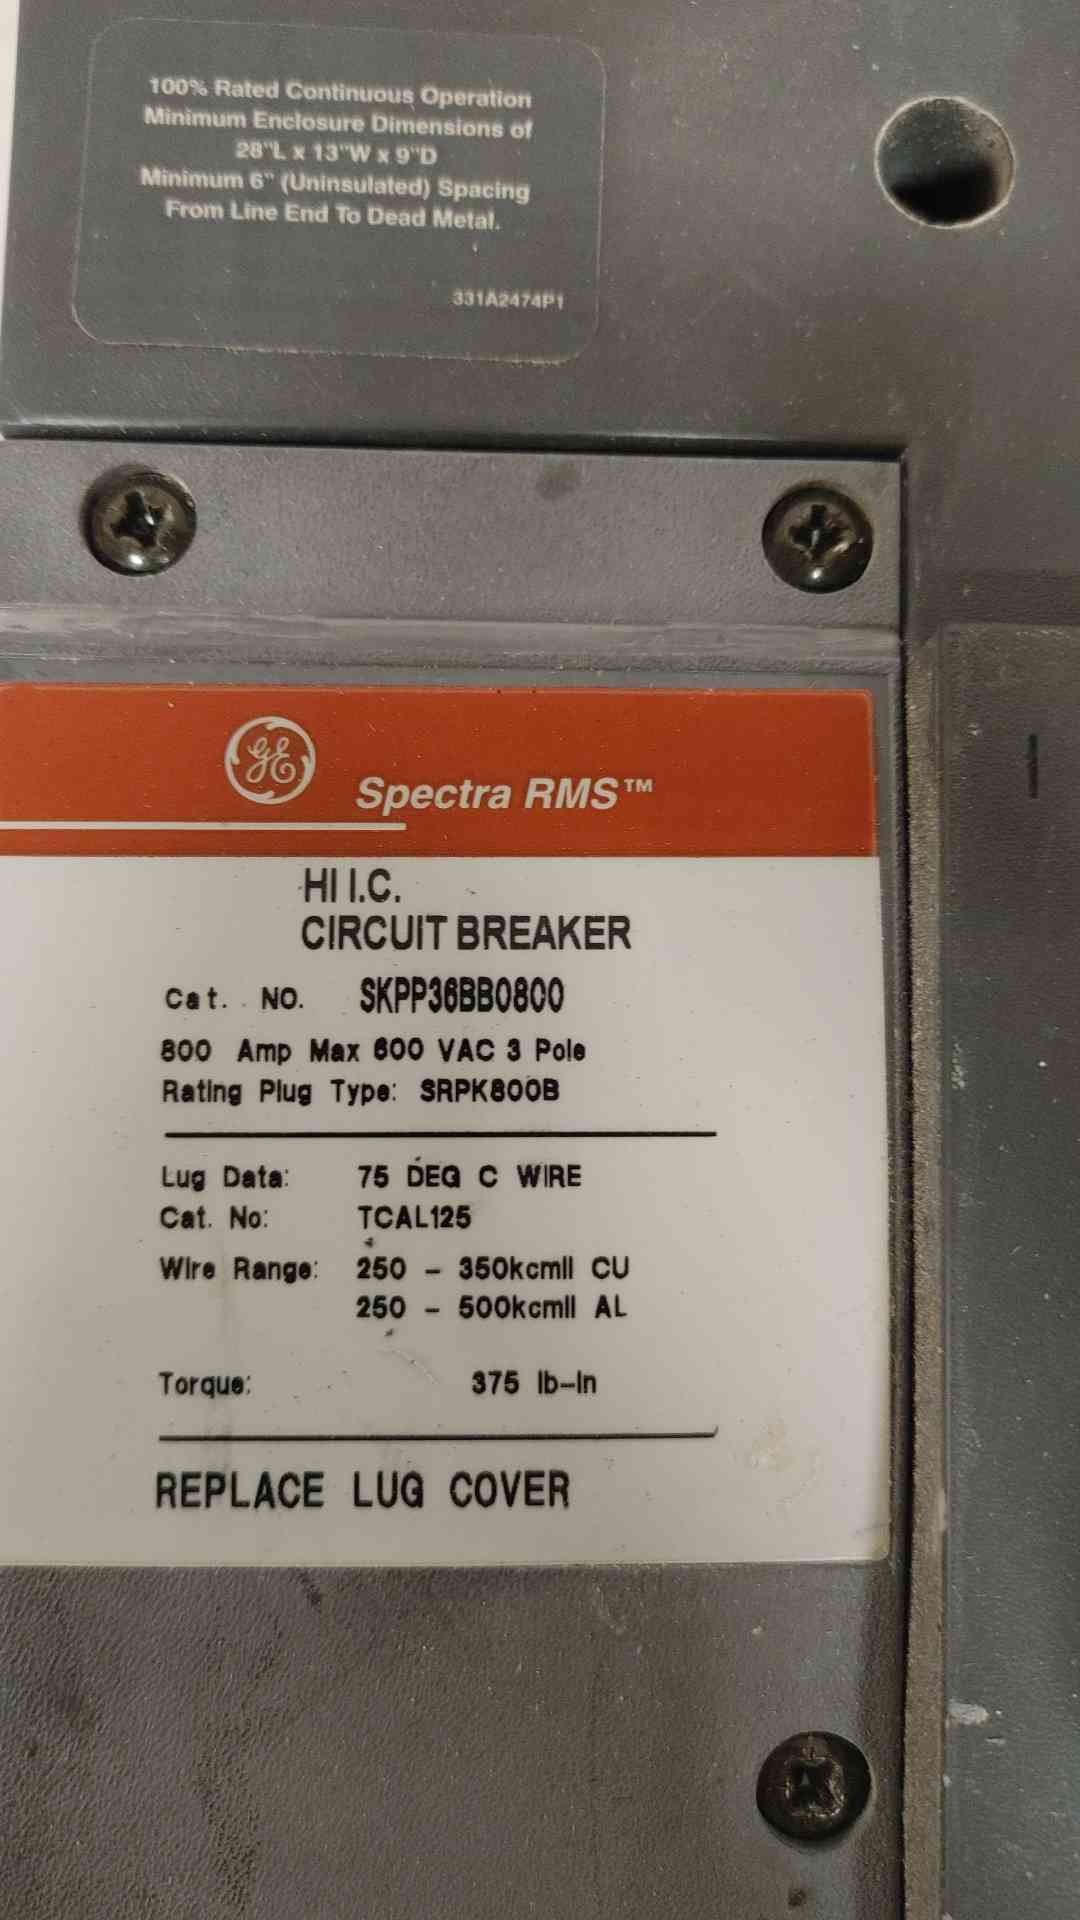 100% Rated Continuous Operation
Minimum Enclosure Dimensions of
28"L x 13"W x 9"D
Minimum 6" (Uninsulated) Spacing
From Line End To Dead Metal.
331A2474P1
GE
Spectra RMS™
HI I.C.
CIRCUIT BREAKER
Cat. NO. SKPP36BB0800
800 Amp Max 600 VAC 3 Pole
Rating Plug Type: SRPK800B
Lug Data: 75 DEG C WIRE
Cat. No: TCAL125
Wire Range: 250 - 350kcmil CU
250 - 500kcmil AL
Torque: 375 lb-in
REPLACE LUG COVER